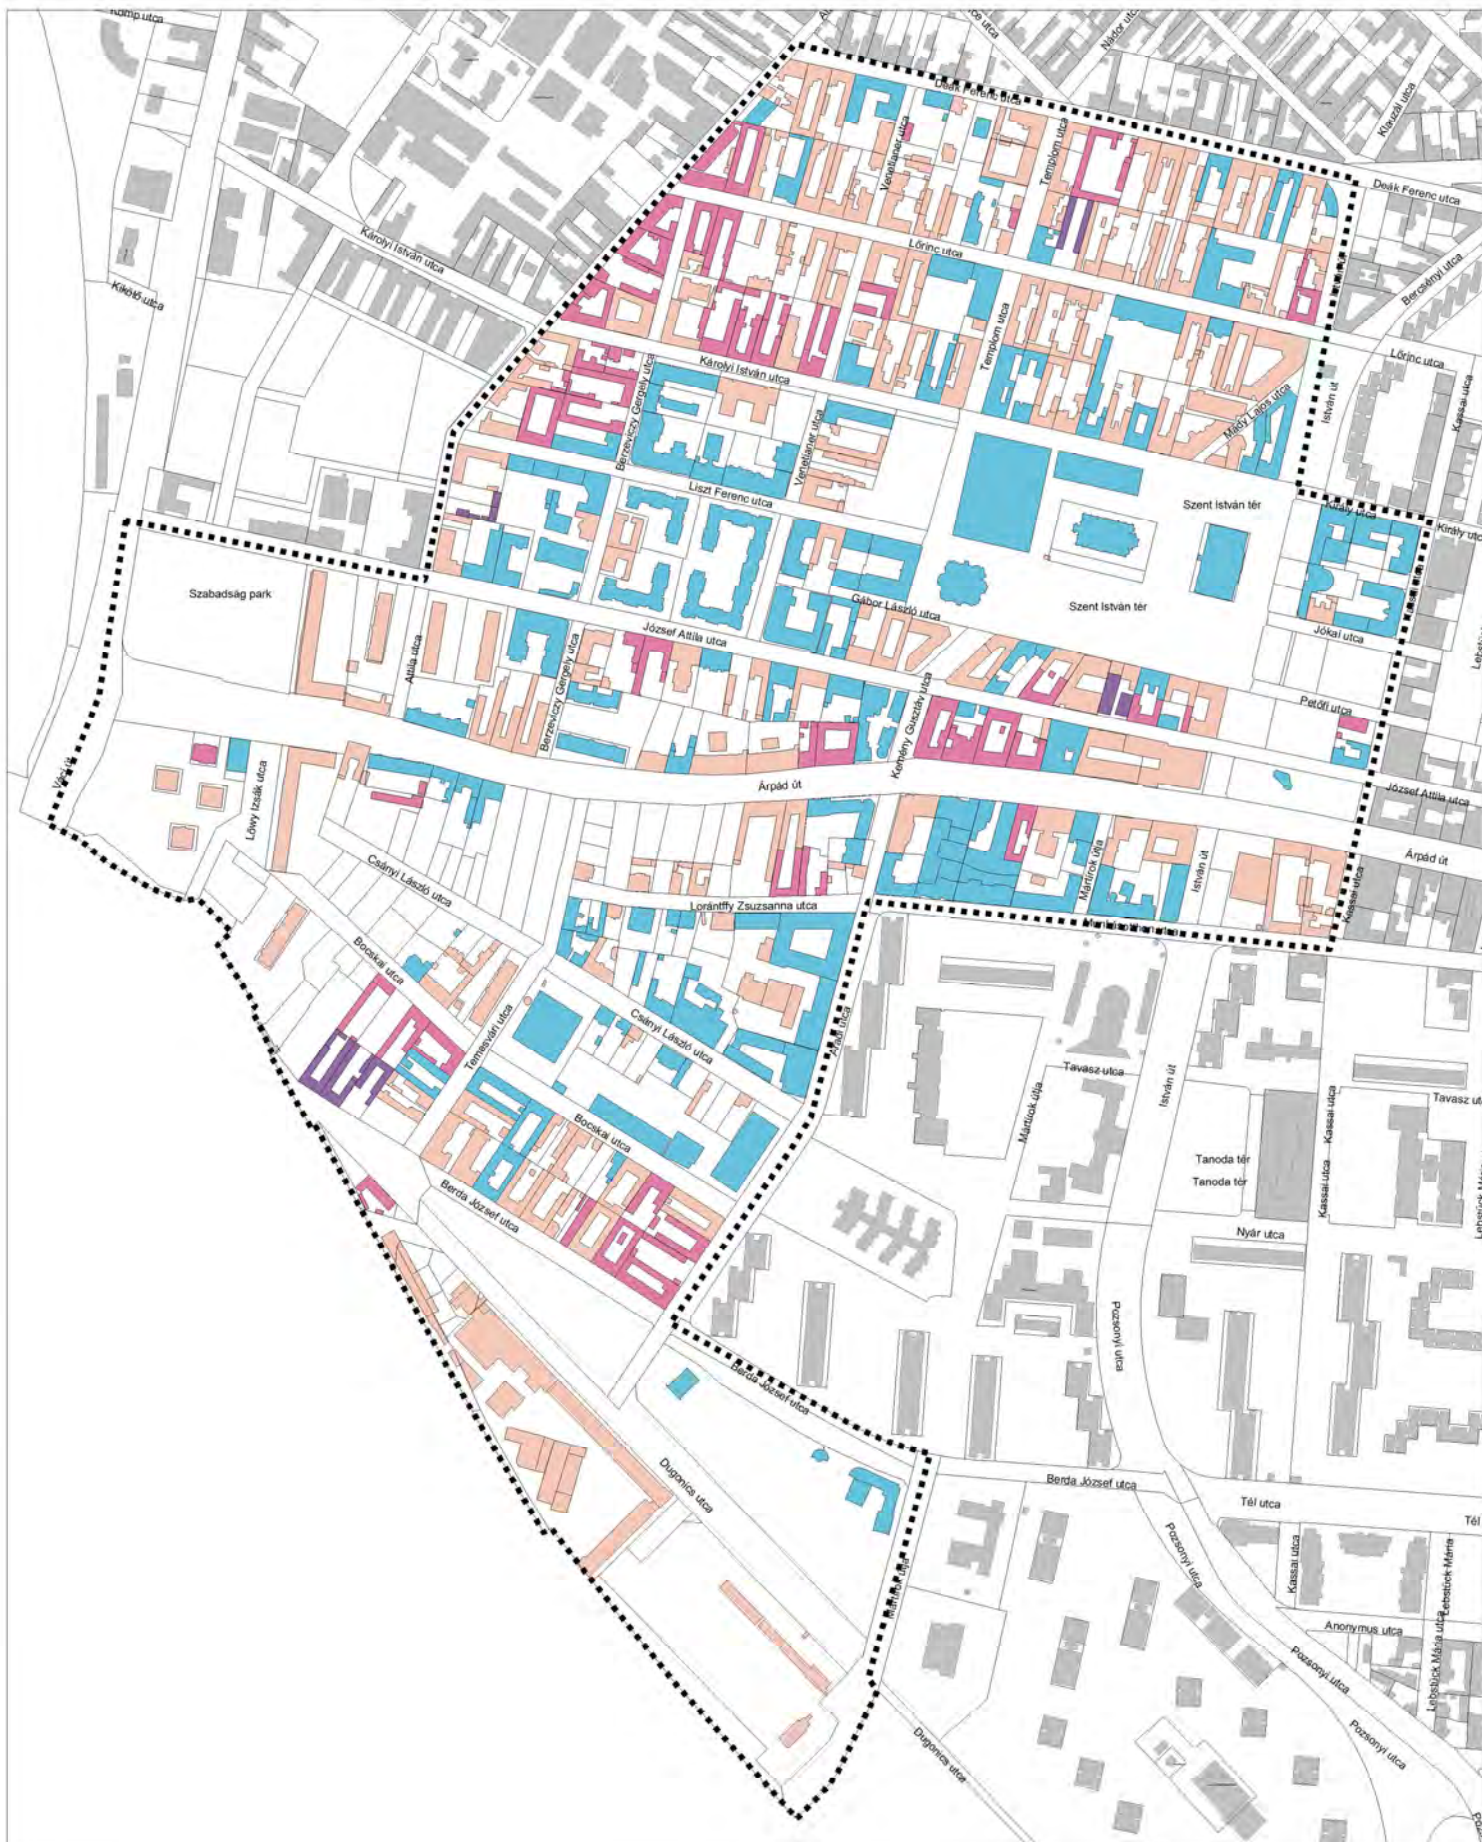 Komp utca
Nádor utca
Klauzál utca
Deák Ferenc utca
Venetianer utca
Templom utca
Deák Ferenc utca
Károlyi István utca
Lőrinc utca
Bercsényi utca
Kikötő utca
Templom utca
Lőrinc utca
Károlyi István utca
Berzeviczy Gergely utca
István út
Kassai utca
Mády Lajos utca
Venetianer utca
Liszt Ferenc utca
Szent István tér
Király utca
Király utc
Szabadság park
Gábor László utca
Szent István tér
József Attila utca
Jókai utca
Attila utca
Berzeviczy Gergely utca
Kemény Gusztáv utca
Petőfi utca
Váci út
Árpád út
József Attila utca
Lőwy Izsák utca
Árpád út
Csányi László utca
Mártírok útja
István út
Kassai utca
Lorántffy Zsuzsanna utca
Bocskai utca
Temesvári utca
Csányi László utca
Aradi utca
Tavasz utca
István út
Mártírok útja
Kassai utca
Tavasz ut
Bocskai utca
Tanoda tér
Tanoda tér
Kassai utca
Berda József utca
Nyár utca
Pozsonyi utca
Berda József utca
Dugonics utca
Berda József utca
Tél utca
Tél
Pozsonyi utca
Kassai utca
Lebstück Mária
Mártírok útja
Anonymus utca
Lebstück Mária utca
Pozsonyi utca
Dugonics utca
Pozsonyi utca